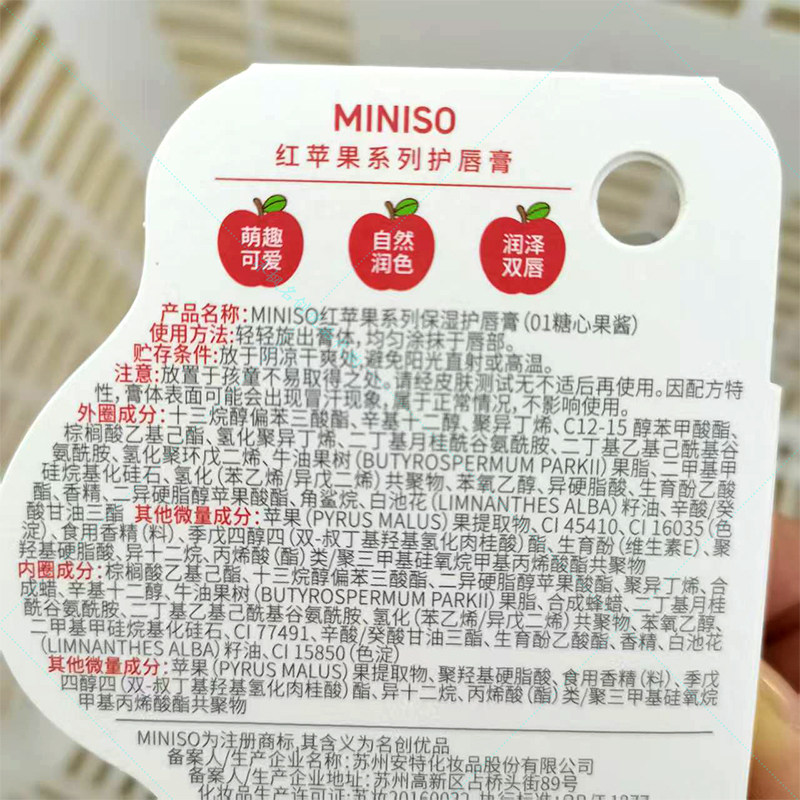 MINISO
红苹果系列护唇膏
萌趣
可爱
自然
润色
润泽
双唇
产品名称:MINISO红苹果系列保湿护唇膏(01糖心果酱)
使用方法:轻轻旋出膏体,均匀涂抹于唇部。
贮存条件:放于阴凉干爽处,避免阳光直射或高温。
注意:放置于孩童不易取得之处。请经皮肤测试无不适后再使用。因配方特
性,膏体表面可能会出现冒汗现象,属于正常情况,不影响使用。
外圈成分:十三烷醇偏苯三酸酯、辛基十二醇、聚异丁烯、C12-15 醇苯甲酸酯、
棕榈酸乙基己酯、氢化聚异丁烯、二丁基月桂酰谷氨酰胺、二丁基乙基己酰基谷
氨酰胺、氢化聚环戊二烯、牛油果树(BUTYROSPERMUM PARKII)果脂、二甲基甲
硅烷基化硅石、氢化(苯乙烯/异戊二烯)共聚物、苯氧乙醇、异硬脂酸、生育酚乙酸
酯、香精、二异硬脂醇苹果酸酯、角鲨烷、白池花(LIMNANTHES ALBA)籽油、辛酸/癸
酸甘油三酯 其他微量成分:苹果(PYRUS MALUS)果提取物、CI 45410、CI 16035(色
淀)、食用香精(料)、季戊四醇四(双-叔丁基羟基氢化肉桂酸)酯、生育酚(维生素E)、聚
羟基硬脂酸、异十二烷、丙烯酸(酯)类/聚三甲基硅氧烷甲基丙烯酸酯共聚物
内圈成分:棕榈酸乙基己酯、十三烷醇偏苯三酸酯、二异硬脂醇苹果酸酯、聚异丁烯、合
成蜡、辛基十二醇、牛油果树(BUTYROSPERMUM PARKII)果脂、合成蜂蜡、二丁基月桂
酰谷氨酰胺、二丁基乙基己酰基谷氨酰胺、氢化(苯乙烯/异戊二烯)共聚物、苯氧乙醇、
二甲基甲硅烷基化硅石、CI 77491、辛酸/癸酸甘油三酯、生育酚乙酸酯、香精、白池花
(LIMNANTHES ALBA)籽油、CI 15850(色淀)
其他微量成分:苹果(PYRUS MALUS)果提取物、聚羟基硬脂酸、食用香精(料)、季戊
四醇四(双-叔丁基羟基氢化肉桂酸)酯、异十二烷、丙烯酸(酯)类/聚三甲基硅氧烷
甲基丙烯酸酯共聚物
MINISO为注册商标,其含义为名创优品
备案人/生产企业名称:苏州安特化妆品股份有限公司
备案人/生产企业地址:苏州高新区占桥头街89号
化妆品生产许可证:苏妆20160022